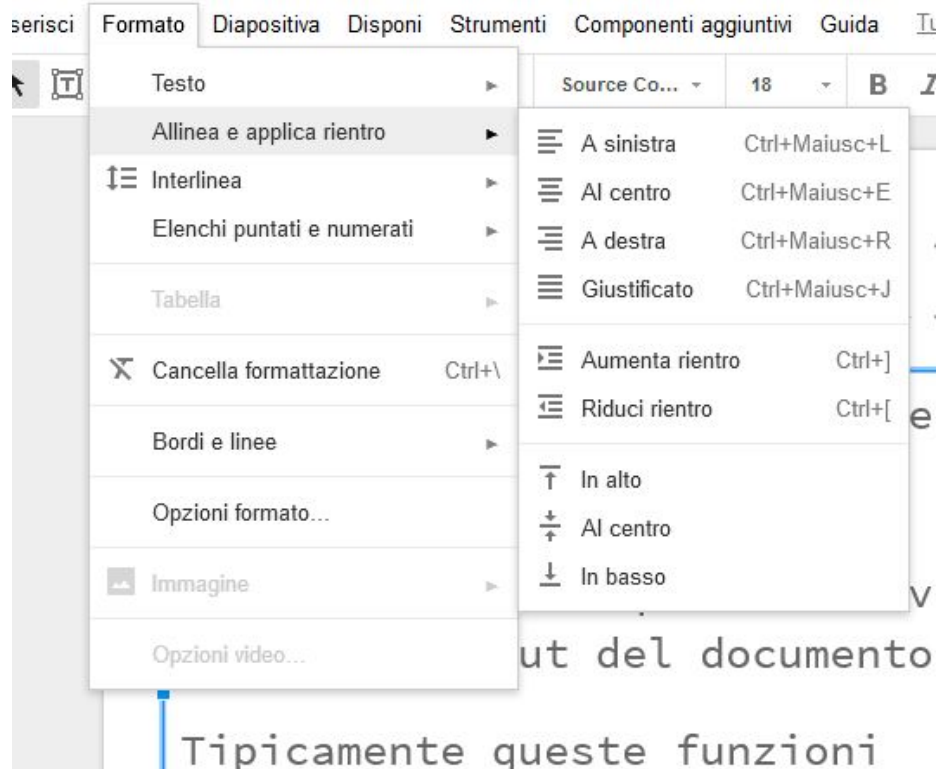 serisci Formato Diapositiva Disponi Strumenti Componenti aggiuntivi Guida Tu
T Source Co... 18 B I
Testo
Allinea e applica rientro
Interlinea
Elenchi puntati e numerati
Tabella
Cancella formattazione Ctrl+\
Bordi e linee
Opzioni formato...
Immagine
Opzioni video...
A sinistra Ctrl+Maiusc+L
Al centro Ctrl+Maiusc+E
A destra Ctrl+Maiusc+R
Giustificato Ctrl+Maiusc+J
Aumenta rientro Ctrl+]
Riduci rientro Ctrl+[
In alto
Al centro
In basso
e
v
ut del documento
Tipicamente queste funzioni